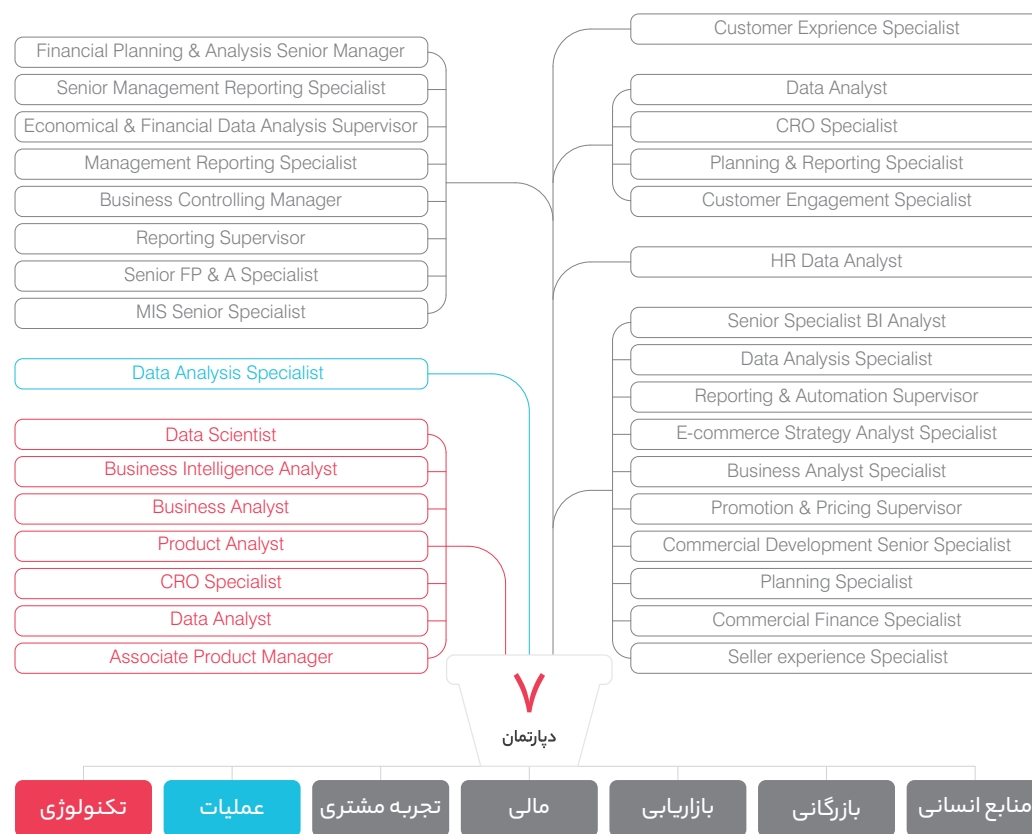 Financial Planning & Analysis Senior Manager
Senior Management Reporting Specialist
Economical & Financial Data Analysis Supervisor
Management Reporting Specialist
Business Controlling Manager
Reporting Supervisor
Senior FP & A Specialist
MIS Senior Specialist
Data Analysis Specialist
Data Scientist
Business Intelligence Analyst
Business Analyst
Product Analyst
CRO Specialist
Data Analyst
Associate Product Manager
Customer Exprience Specialist
Data Analyst
CRO Specialist
Planning & Reporting Specialist
Customer Engagement Specialist
HR Data Analyst
Senior Specialist BI Analyst
Data Analysis Specialist
Reporting & Automation Supervisor
E-commerce Strategy Analyst Specialist
Business Analyst Specialist
Promotion & Pricing Supervisor
Commercial Development Senior Specialist
Planning Specialist
Commercial Finance Specialist
Seller experience Specialist
۷
دپارتمان
منابع انسانی
بازرگانی
بازاریابی
مالی
تجربه مشتری
عملیات
تکنولوژی